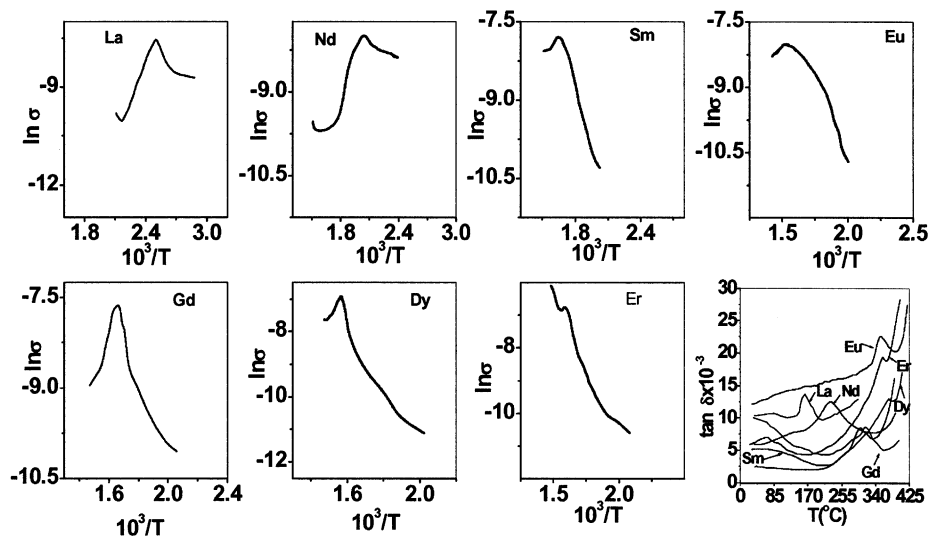 La
-9
-12
ln σ
1.8 2.4 3.0
10³/T
Nd
-9.0
-10.5
lnσ
1.8 2.4 3.0
10³/T
Sm
-7.5
-9.0
-10.5
lnσ
1.8 2.4
10³/T
Eu
-7.5
-9.0
-10.5
lnσ
1.5 2.0 2.5
10³/T
Gd
-7.5
-9.0
-10.5
lnσ
1.6 2.4
10³/T
Dy
-8
-10
-12
lnσ
1.6 2.0
10³/T
Er
-8
-10
-12
lnσ
1.5 2.0
10³/T
30
25
20
15
10
5
0
tan δx10⁻³
Eu
Er
La
Nd
Dy
Sm
Gd
0 85 170 255 340 425
T(°C)